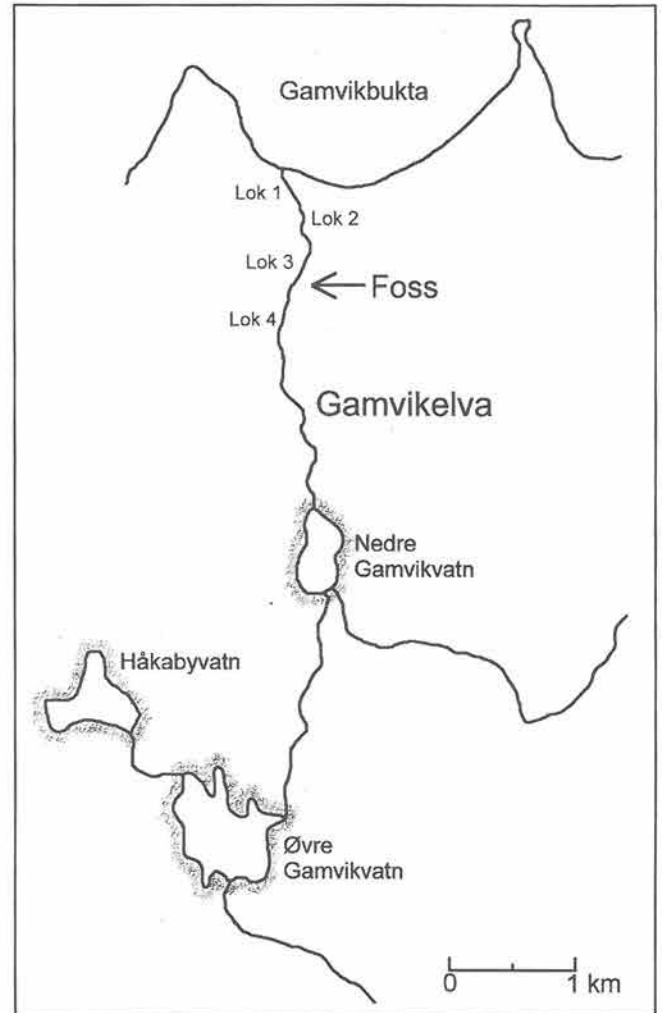 Gamvikbukta
Lok 1
Lok 2
Lok 3
Foss
Lok 4
Gamvikelva
Nedre
Gamvikvatn
Håkabyvatn
Øvre
Gamvikvatn
0 1 km